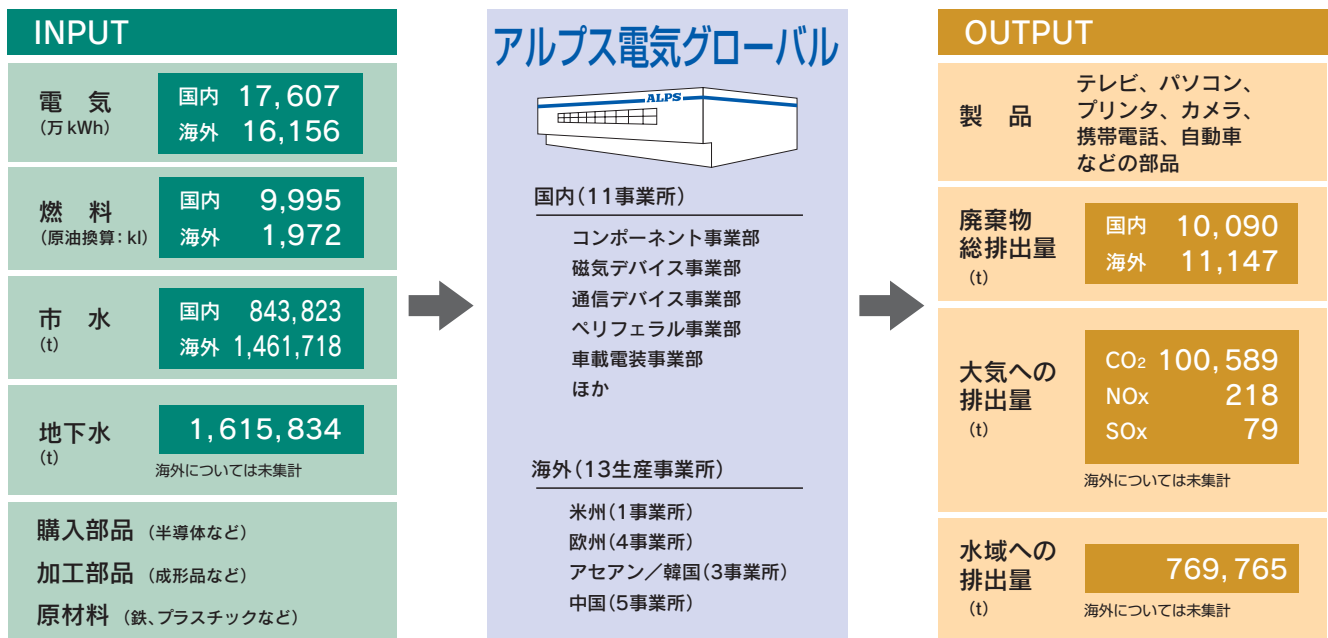 INPUT
電　気
(万 kWh)
国内 17,607
海外 16,156
燃　料
(原油換算：kl)
国内 9,995
海外 1,972
市　水
(t)
国内 843,823
海外 1,461,718
地下水
(t)
1,615,834
海外については未集計
購入部品 (半導体など)
加工部品 (成形品など)
原材料 (鉄、プラスチックなど)
アルプス電気グローバル
ALPS
国内(11事業所)
コンポーネント事業部
磁気デバイス事業部
通信デバイス事業部
ペリフェラル事業部
車載電装事業部
ほか
海外(13生産事業所)
米州(1事業所)
欧州(4事業所)
アセアン／韓国(3事業所)
中国(5事業所)
OUTPUT
製　品
テレビ、パソコン、
プリンタ、カメラ、
携帯電話、自動車
などの部品
廃棄物
総排出量
(t)
国内 10,090
海外 11,147
大気への
排出量
(t)
CO₂ 100,589
NOx 218
SOx 79
海外については未集計
水域への
排出量
(t)
769,765
海外については未集計